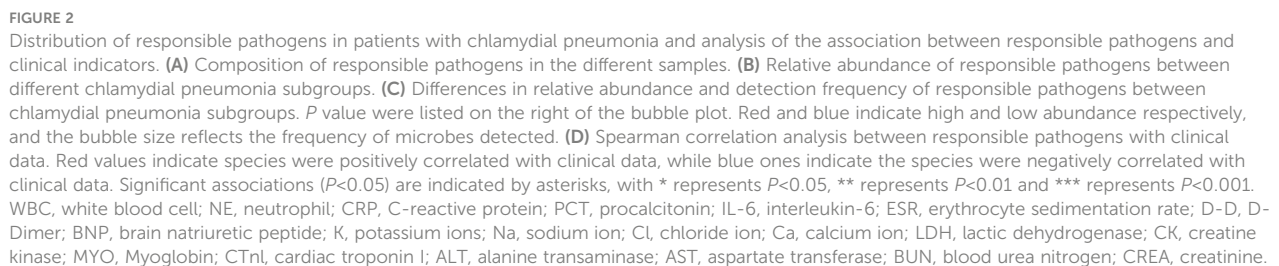 FIGURE 2
Distribution of responsible pathogens in patients with chlamydial pneumonia and analysis of the association between responsible pathogens and
clinical indicators. (A) Composition of responsible pathogens in the different samples. (B) Relative abundance of responsible pathogens between
different chlamydial pneumonia subgroups. (C) Differences in relative abundance and detection frequency of responsible pathogens between
chlamydial pneumonia subgroups. P value were listed on the right of the bubble plot. Red and blue indicate high and low abundance respectively,
and the bubble size reflects the frequency of microbes detected. (D) Spearman correlation analysis between responsible pathogens with clinical
data. Red values indicate species were positively correlated with clinical data, while blue ones indicate the species were negatively correlated with
clinical data. Significant associations (P<0.05) are indicated by asterisks, with * represents P<0.05, ** represents P<0.01 and *** represents P<0.001.
WBC, white blood cell; NE, neutrophil; CRP, C-reactive protein; PCT, procalcitonin; IL-6, interleukin-6; ESR, erythrocyte sedimentation rate; D-D, D-
Dimer; BNP, brain natriuretic peptide; K, potassium ions; Na, sodium ion; Cl, chloride ion; Ca, calcium ion; LDH, lactic dehydrogenase; CK, creatine
kinase; MYO, Myoglobin; CTnl, cardiac troponin I; ALT, alanine transaminase; AST, aspartate transferase; BUN, blood urea nitrogen; CREA, creatinine.